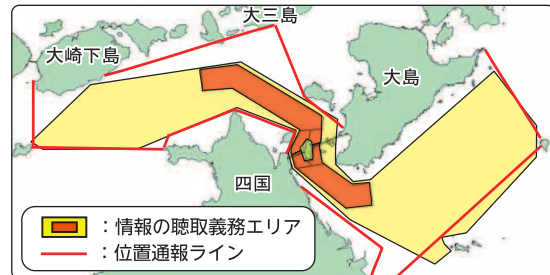 大三島
大崎下島
大島
四国
：情報の聴取義務エリア
：位置通報ライン